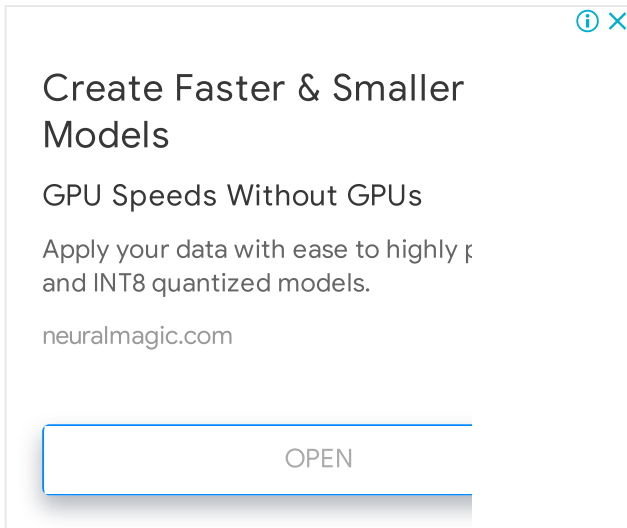 Create Faster & Smaller
Models
GPU Speeds Without GPUs
Apply your data with ease to highly
and INT8 quantized models.
neuralmagic.com
OPEN